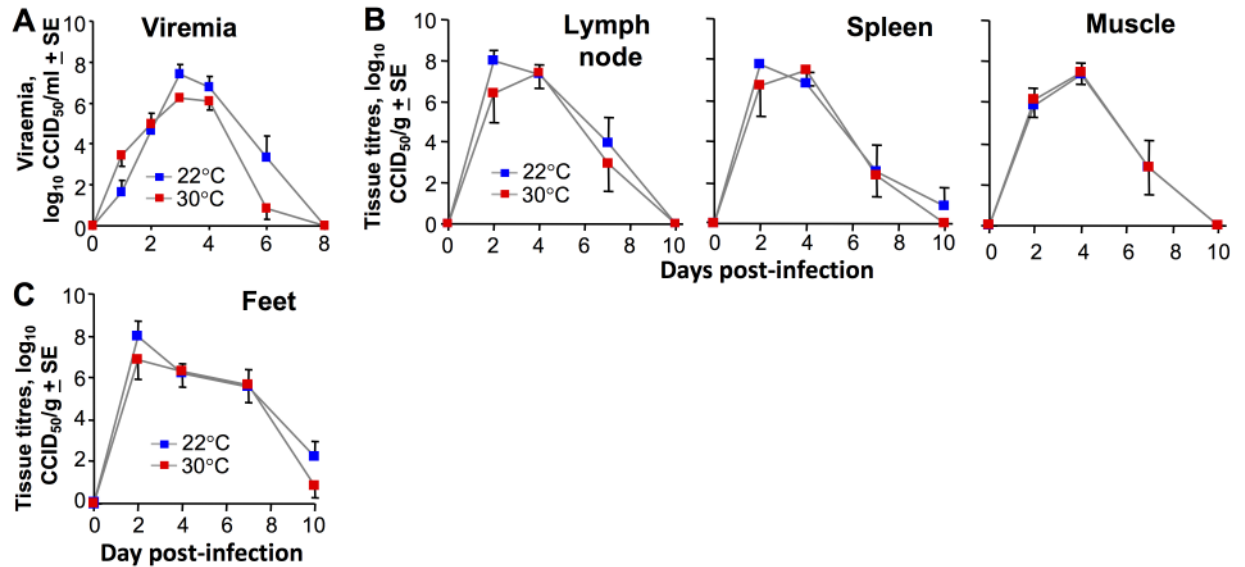 A
Viremia
Viraemia,
log10 CCID50/ml ± SE
10
8
6
4
2
0
22°C
30°C
0 2 4 6 8
B
Lymph
node
Spleen
Muscle
Tissue titres, log10
CCID50/g ± SE
10
8
6
4
2
0
22°C
30°C
0 2 4 6 8 10
0 2 4 6 8 10
0 2 4 6 8 10
Days post-infection
C
Feet
Tissue titres, log10
CCID50/g ± SE
10
8
6
4
2
0
22°C
30°C
0 2 4 6 8 10
Day post-infection